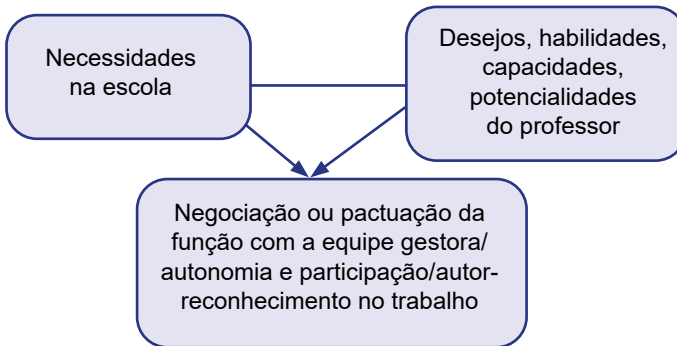 Necessidades
na escola
Desejos, habilidades,
capacidades,
potencialidades
do professor
Negociação ou pactuação da
função com a equipe gestora/
autonomia e participação/autor-
reconhecimento no trabalho